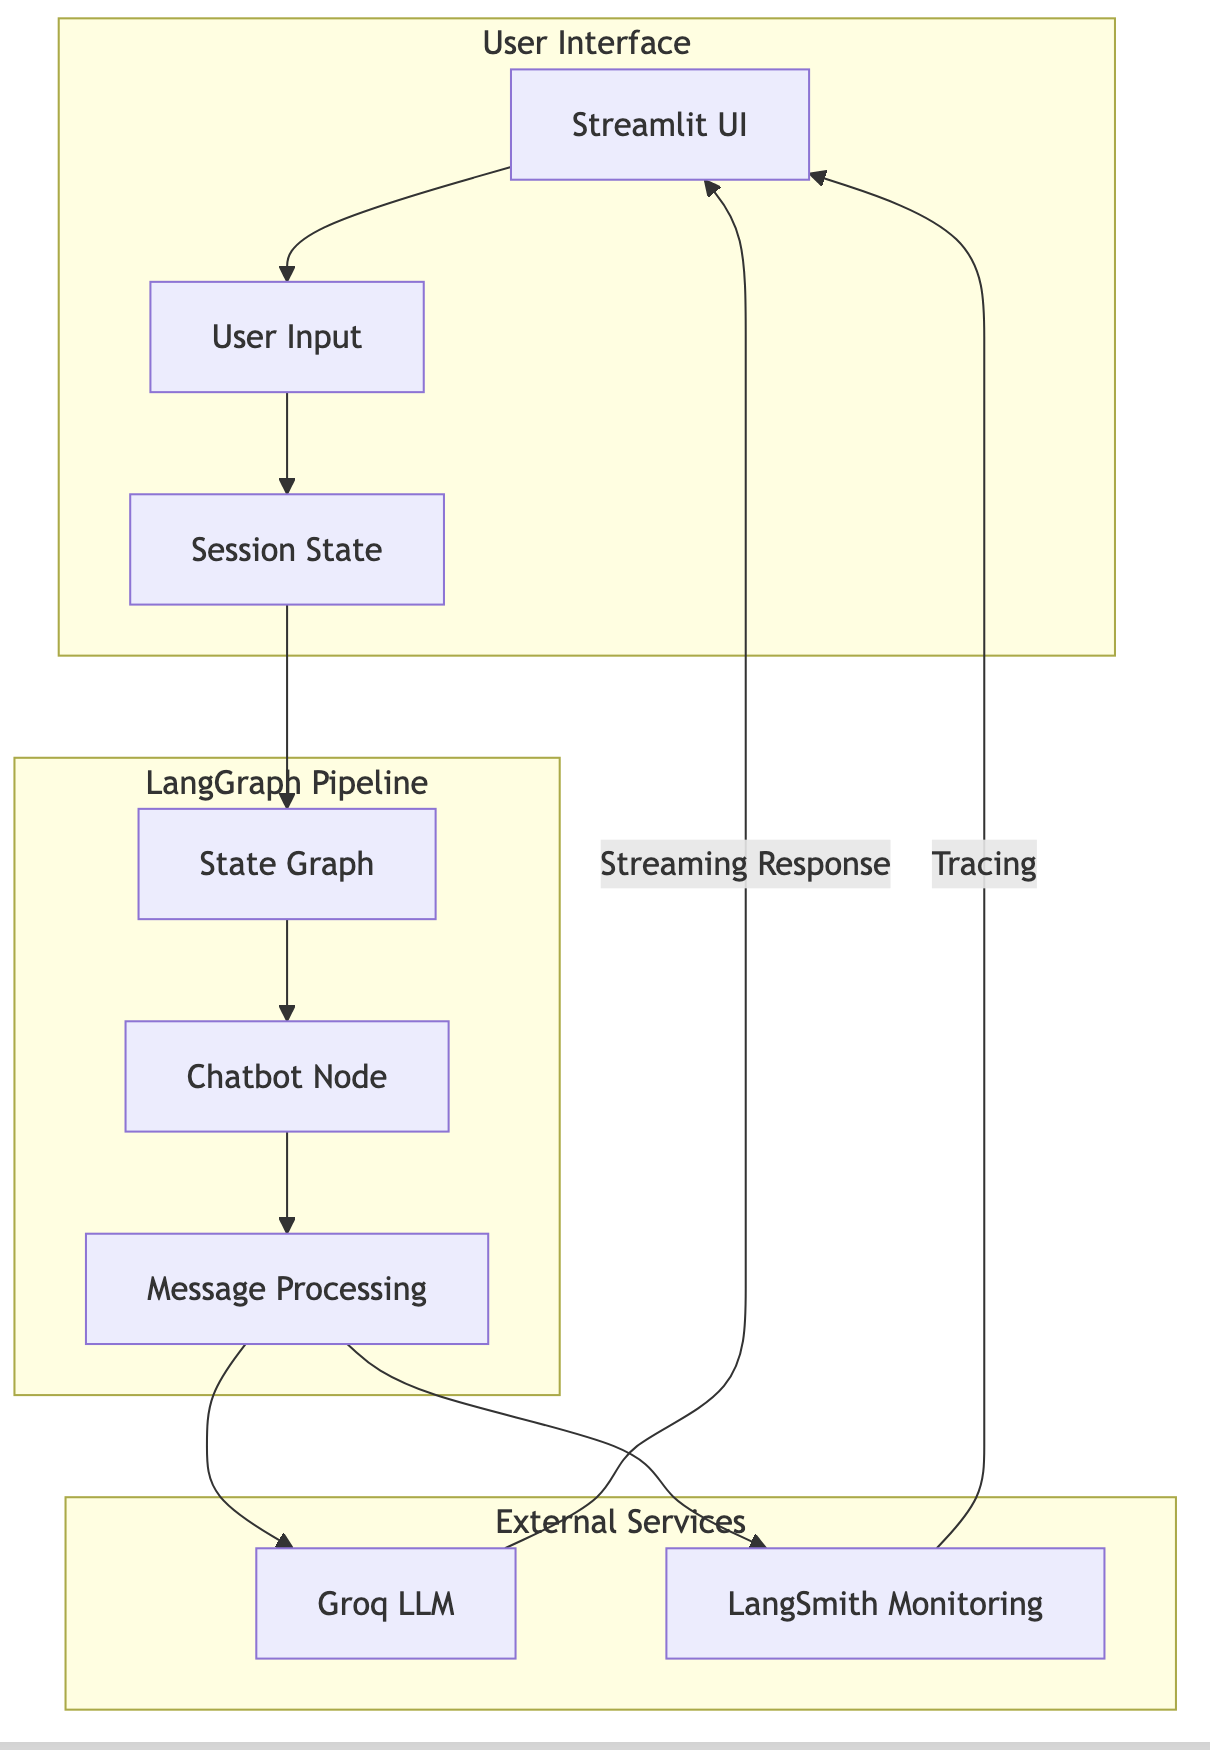 User Interface
Streamlit UI
User Input
Session State
LangGraph Pipeline
State Graph
Streaming Response
Tracing
Chatbot Node
Message Processing
External Services
Groq LLM
LangSmith Monitoring